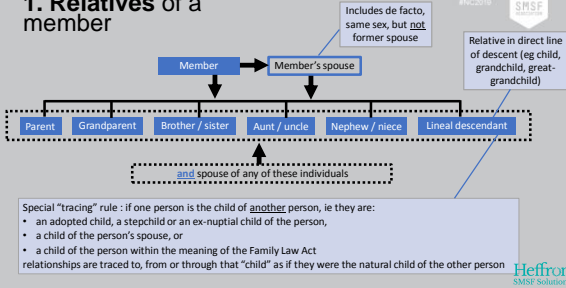 1. Relatives of a
member
Includes de facto,
same sex, but not
former spouse
#NC2019
SMSF
Relative in direct line
of descent (eg child,
grandchild, great-
grandchild)
Member
Member's spouse
Parent
Grandparent
Brother / sister
Aunt / uncle
Nephew / niece
Lineal descendant
and spouse of any of these individuals
Special "tracing" rule : if one person is the child of another person, ie they are:
• an adopted child, a stepchild or an ex-nuptial child of the person,
• a child of the person's spouse, or
• a child of the person within the meaning of the Family Law Act
relationships are traced to, from or through that "child" as if they were the natural child of the other person
Heffron
SMSF Solutions